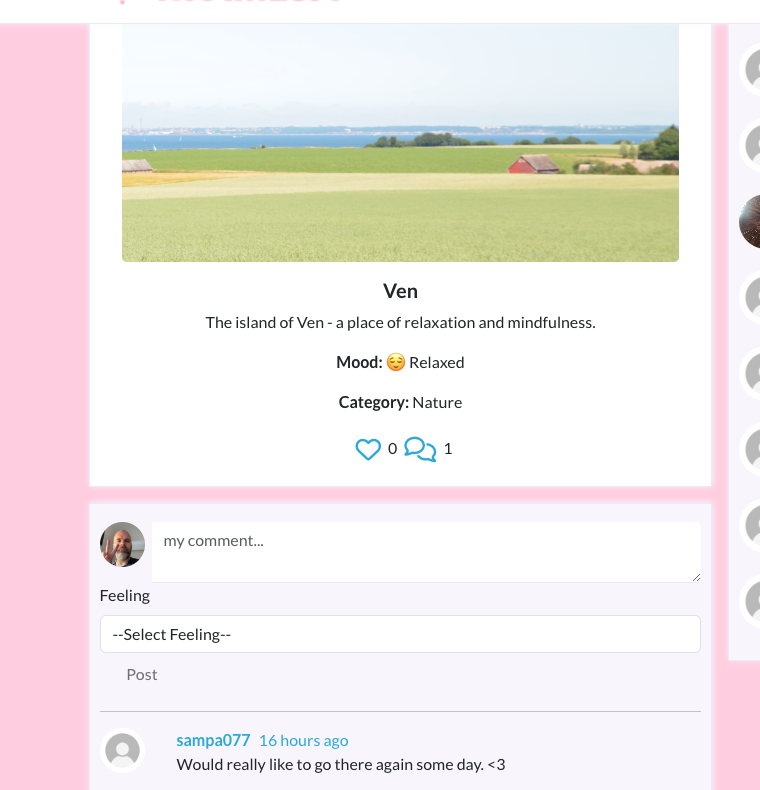 Ven
The island of Ven - a place of relaxation and mindfulness.
Mood: 😌 Relaxed
Category: Nature
0 1
my comment...
Feeling
--Select Feeling--
Post
sampa077 16 hours ago
Would really like to go there again some day. <3